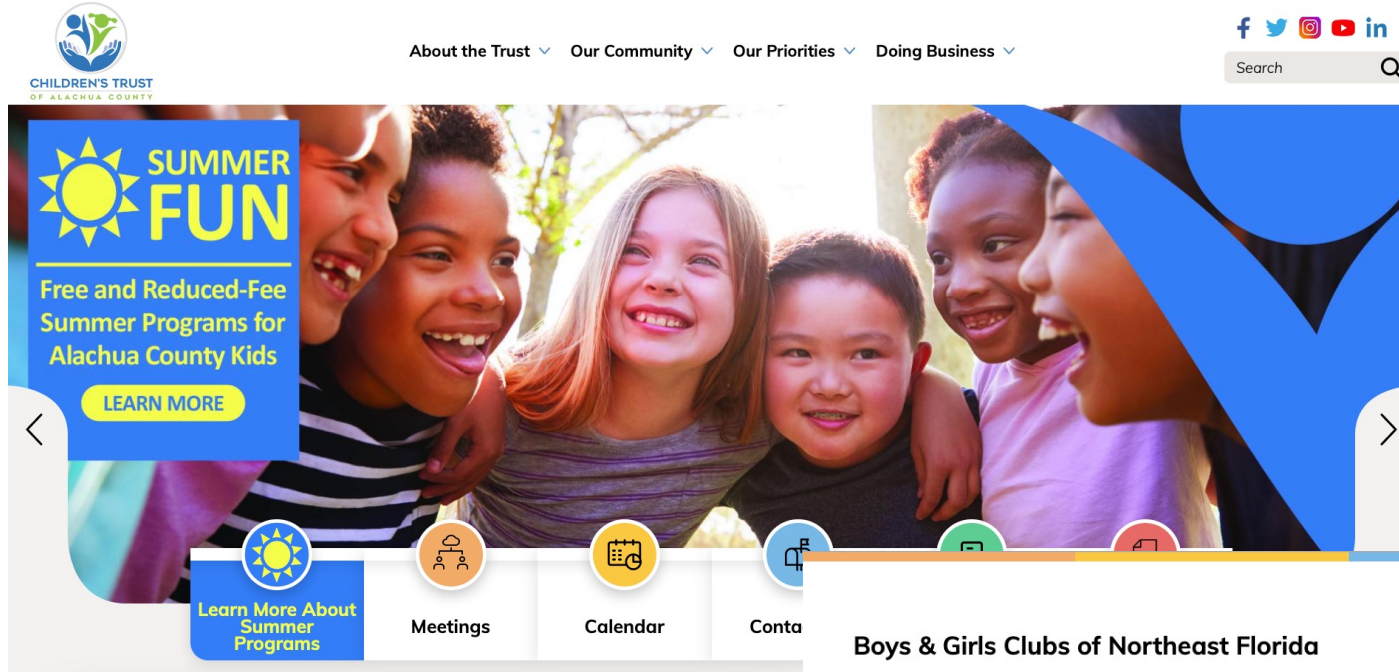 CHILDREN'S TRUST
OF ALACHUA COUNTY
About the Trust
Our Community
Our Priorities
Doing Business
Search
SUMMER
FUN
Free and Reduced-Fee
Summer Programs for
Alachua County Kids
LEARN MORE
Learn More About
Summer
Programs
Meetings
Calendar
Conta
Boys & Girls Clubs of Northeast Florida